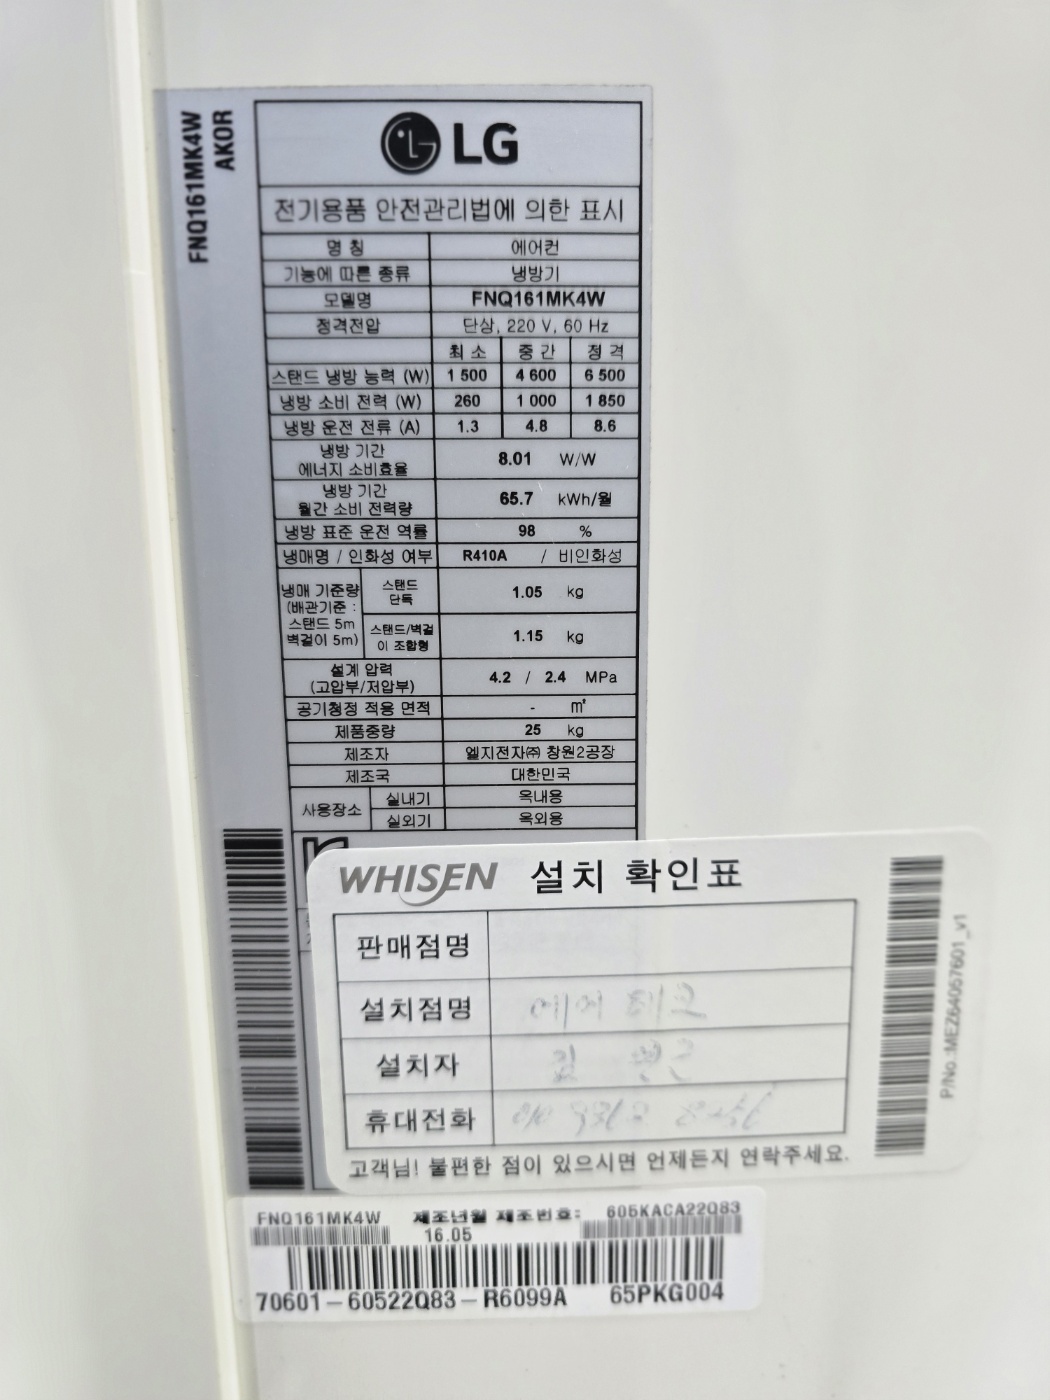 FNQ161MK4W
AKOR
LG
전기용품 안전관리법에 의한 표시
명 칭 에어컨
기능에 따른 종류 냉방기
모델명 FNQ161MK4W
정격전압 단상, 220 V, 60 Hz
최 소 중 간 정 격
스탠드 냉방 능력 (W) 1 500 4 600 6 500
냉방 소비 전력 (W) 260 1 000 1 850
냉방 운전 전류 (A) 1.3 4.8 8.6
냉방 기간
에너지 소비효율 8.01 W/W
냉방 기간
월간 소비 전력량 65.7 kWh/월
냉방 표준 운전 역률 98 %
냉매명 / 인화성 여부 R410A / 비인화성
냉매 기준량
(배관기준 :
스탠드 5m
벽걸이 5m)
스탠드
단독 1.05 kg
스탠드/벽걸
이 조합형 1.15 kg
설계 압력
(고압부/저압부) 4.2 / 2.4 MPa
공기청정 적용 면적 - ㎡
제품중량 25 kg
제조자 엘지전자㈜ 창원2공장
제조국 대한민국
사용장소 실내기 옥내용
실외기 옥외용
WHISEN 설치 확인표
판매점명
설치점명 에어테크
설치자
휴대전화
고객님! 불편한 점이 있으시면 언제든지 연락주세요.
P/No.:MEZ64057601_v1
FNQ161MK4W 제조년월 제조번호: 605KACA22Q83
16.05
70601-60522Q83-R6099A 65PKG004